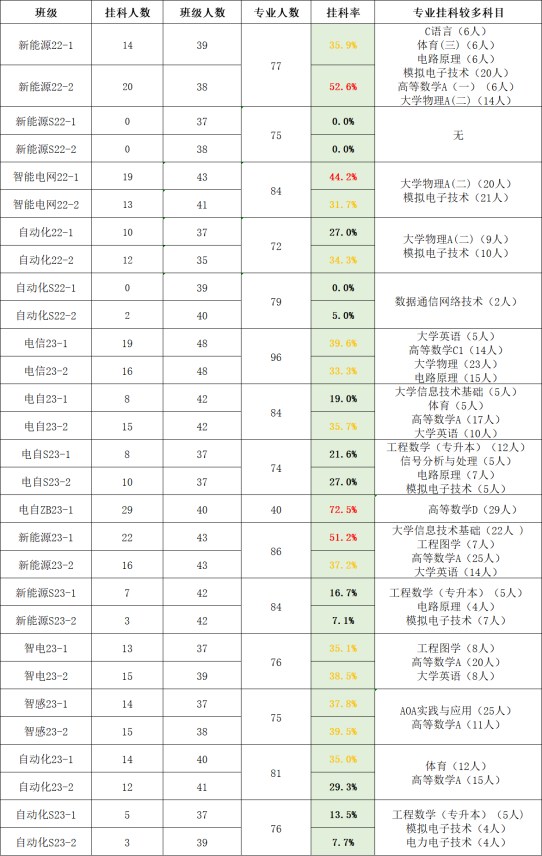 班级 挂科人数 班级人数 专业人数 挂科率 专业挂科较多科目
新能源22-1 14 39 77 35.9% C语言（6人）
体育(三)（6人）
电路原理（6人）
模拟电子技术（20人）
新能源22-2 20 38 52.6% 高等数学A（一）（6人）
大学物理A(二)（14人）
新能源S22-1 0 37 75 0.0% 无
新能源S22-2 0 38 0.0%
智能电网22-1 19 43 84 44.2% 大学物理A(二)（20人）
智能电网22-2 13 41 31.7% 模拟电子技术（21人）
自动化22-1 10 37 72 27.0% 大学物理A(二)（9人）
自动化22-2 12 35 34.3% 模拟电子技术（10人）
自动化S22-1 0 39 79 0.0% 数据通信网络技术（2人）
自动化S22-2 2 40 5.0%
电信23-1 19 48 96 39.6% 大学英语（5人）
高等数学C1（14人）
电信23-2 16 48 33.3% 大学物理（23人）
电路原理（15人）
电自23-1 8 42 84 19.0% 大学信息技术基础（5人）
体育（5人）
电自23-2 15 42 35.7% 高等数学A（17人）
大学英语（10人）
电自S23-1 8 37 74 21.6% 工程数学（专升本）（12人）
信号分析与处理（5人）
电自S23-2 10 37 27.0% 电路原理（7人）
模拟电子技术（5人）
电自ZB23-1 29 40 40 72.5% 高等数学D（29人）
新能源23-1 22 43 86 51.2% 大学信息技术基础（22人 ）
工程图学（7人）
新能源23-2 16 43 37.2% 高等数学A（25人）
大学英语（14人）
新能源S23-1 7 42 84 16.7% 工程数学（专升本）（5人）
电路原理（4人）
新能源S23-2 3 42 7.1% 模拟电子技术（7人）
智电23-1 13 37 76 35.1% 工程图学（8人）
高等数学A（20人）
智电23-2 15 39 38.5% 大学英语（8人）
智感23-1 14 37 75 37.8% AOA实践与应用（25人）
智感23-2 15 38 39.5% 高等数学A（11人）
自动化23-1 14 40 81 35.0% 体育（12人）
自动化23-2 12 41 29.3% 高等数学A（15人）
自动化S23-1 5 37 76 13.5% 工程数学（专升本）（5人）
模拟电子技术（4人）
自动化S23-2 3 39 7.7% 电力电子技术（4人）